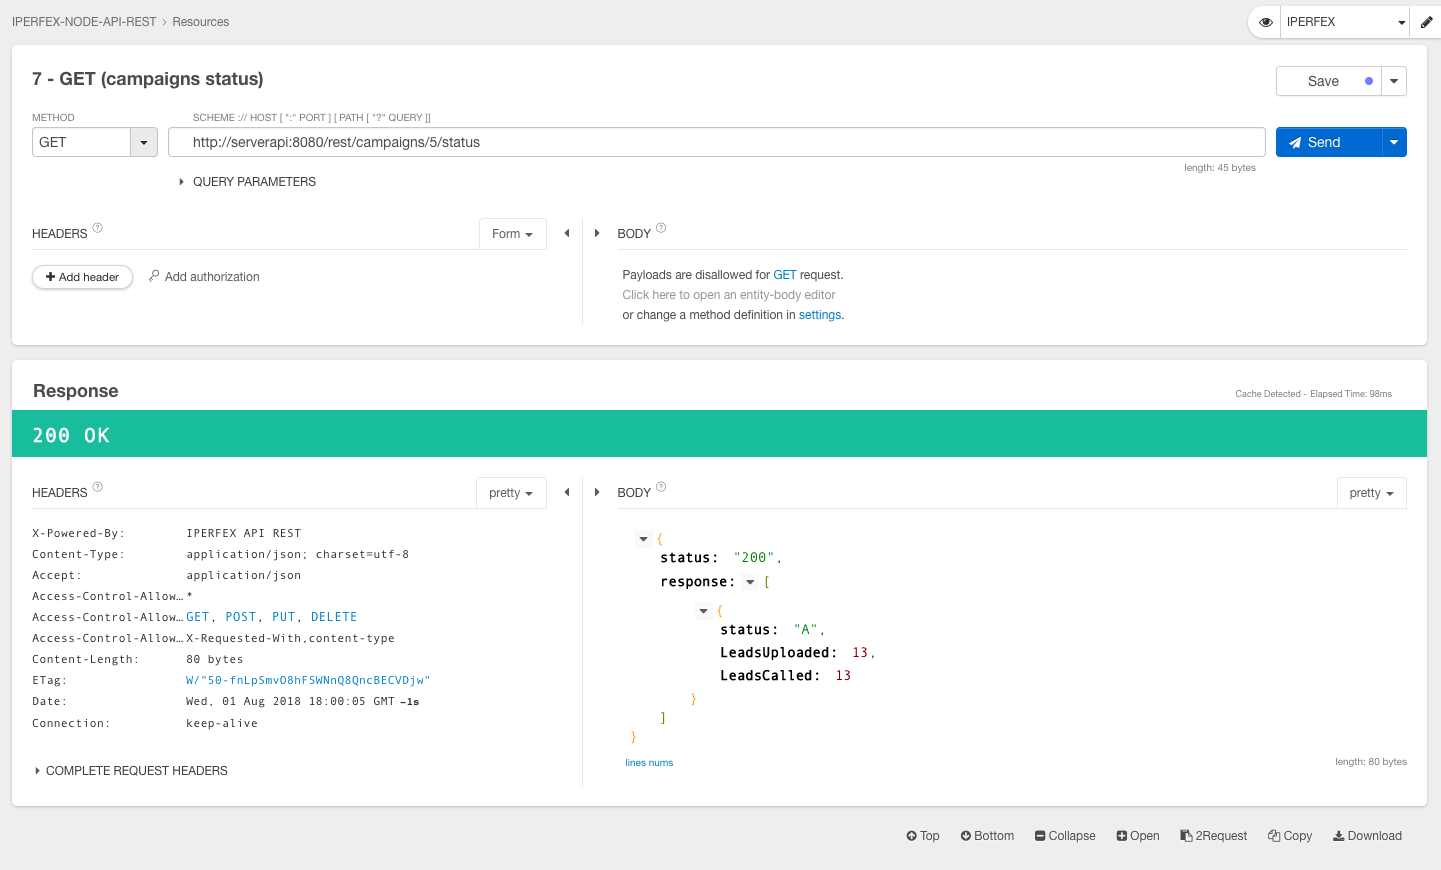 IPERFEX-NODE-API-REST › Resources
IPERFEX
7 - GET (campaigns status)
Save
METHOD
SCHEME :// HOST [ ":" PORT ] [ PATH [ "?" QUERY ]]
GET
http://serverapi:8080/rest/campaigns/5/status
Send
length: 45 bytes
QUERY PARAMETERS
HEADERS ?
Form
BODY ?
Add header
Add authorization
Payloads are disallowed for GET request.
Click here to open an entity-body editor
or change a method definition in settings.
Response
Cache Detected - Elapsed Time: 98ms
200 OK
HEADERS ?
pretty
X-Powered-By: IPERFEX API REST
Content-Type: application/json; charset=utf-8
Accept: application/json
Access-Control-Allow… *
Access-Control-Allow… GET, POST, PUT, DELETE
Access-Control-Allow… X-Requested-With,content-type
Content-Length: 80 bytes
ETag: W/"50-fnLpSmvO8hFSWNnQ8QncBECVDjw"
Date: Wed, 01 Aug 2018 18:00:05 GMT -1s
Connection: keep-alive
COMPLETE REQUEST HEADERS
BODY ?
pretty
{
status: "200",
response: [
{
status: "A",
LeadsUploaded: 13,
LeadsCalled: 13
}
]
}
lines nums
length: 80 bytes
Top
Bottom
Collapse
Open
2Request
Copy
Download